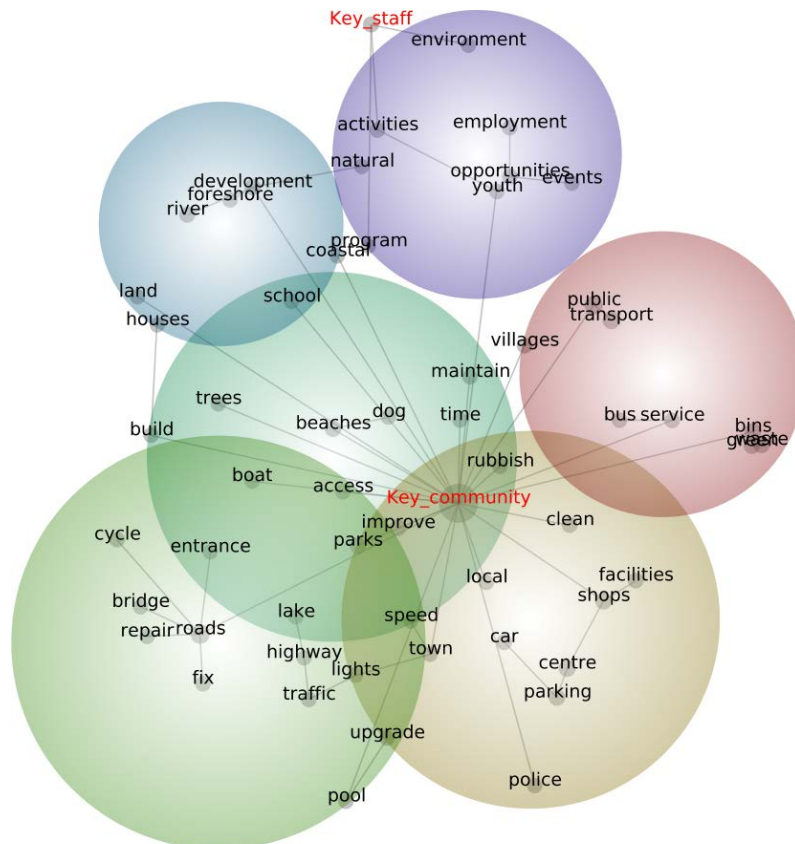 Key_staff
environment
activities
employment
natural
opportunities
development
youth
events
foreshore
river
program
coastal
land
school
public
houses
transport
villages
maintain
trees
dog
time
bus
service
beaches
build
bins
green
waste
rubbish
boat
access
Key_community
improve
clean
cycle
entrance
parks
local
facilities
bridge
lake
speed
shops
repair
roads
car
highway
town
centre
fix
lights
traffic
parking
upgrade
police
pool